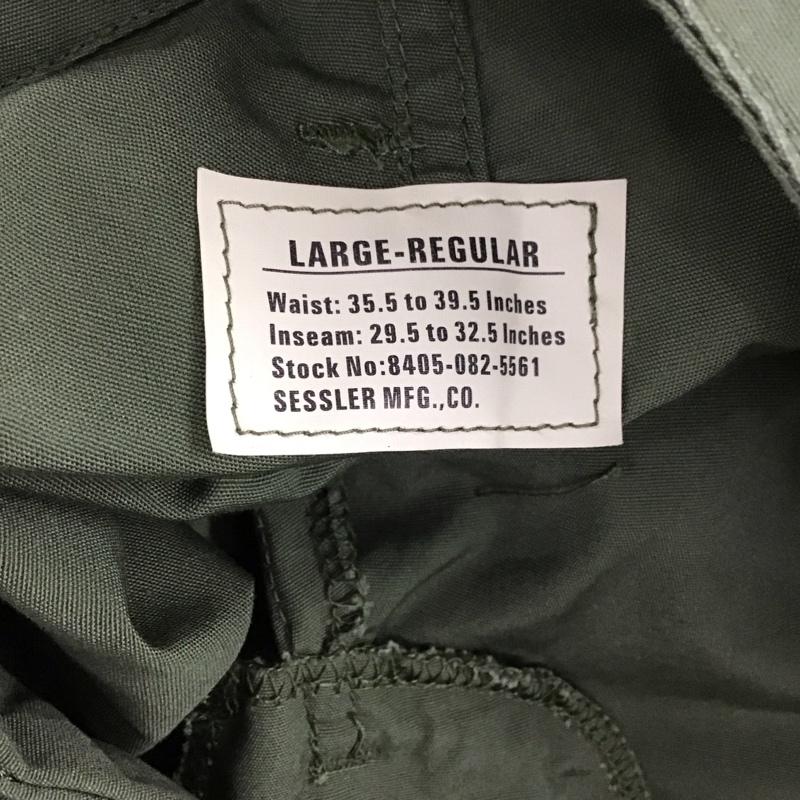 LARGE-REGULAR
Waist: 35.5 to 39.5 Inches
Inseam: 29.5 to 32.5 Inches
Stock No:8405-082-5561
SESSLER MFG.,CO.